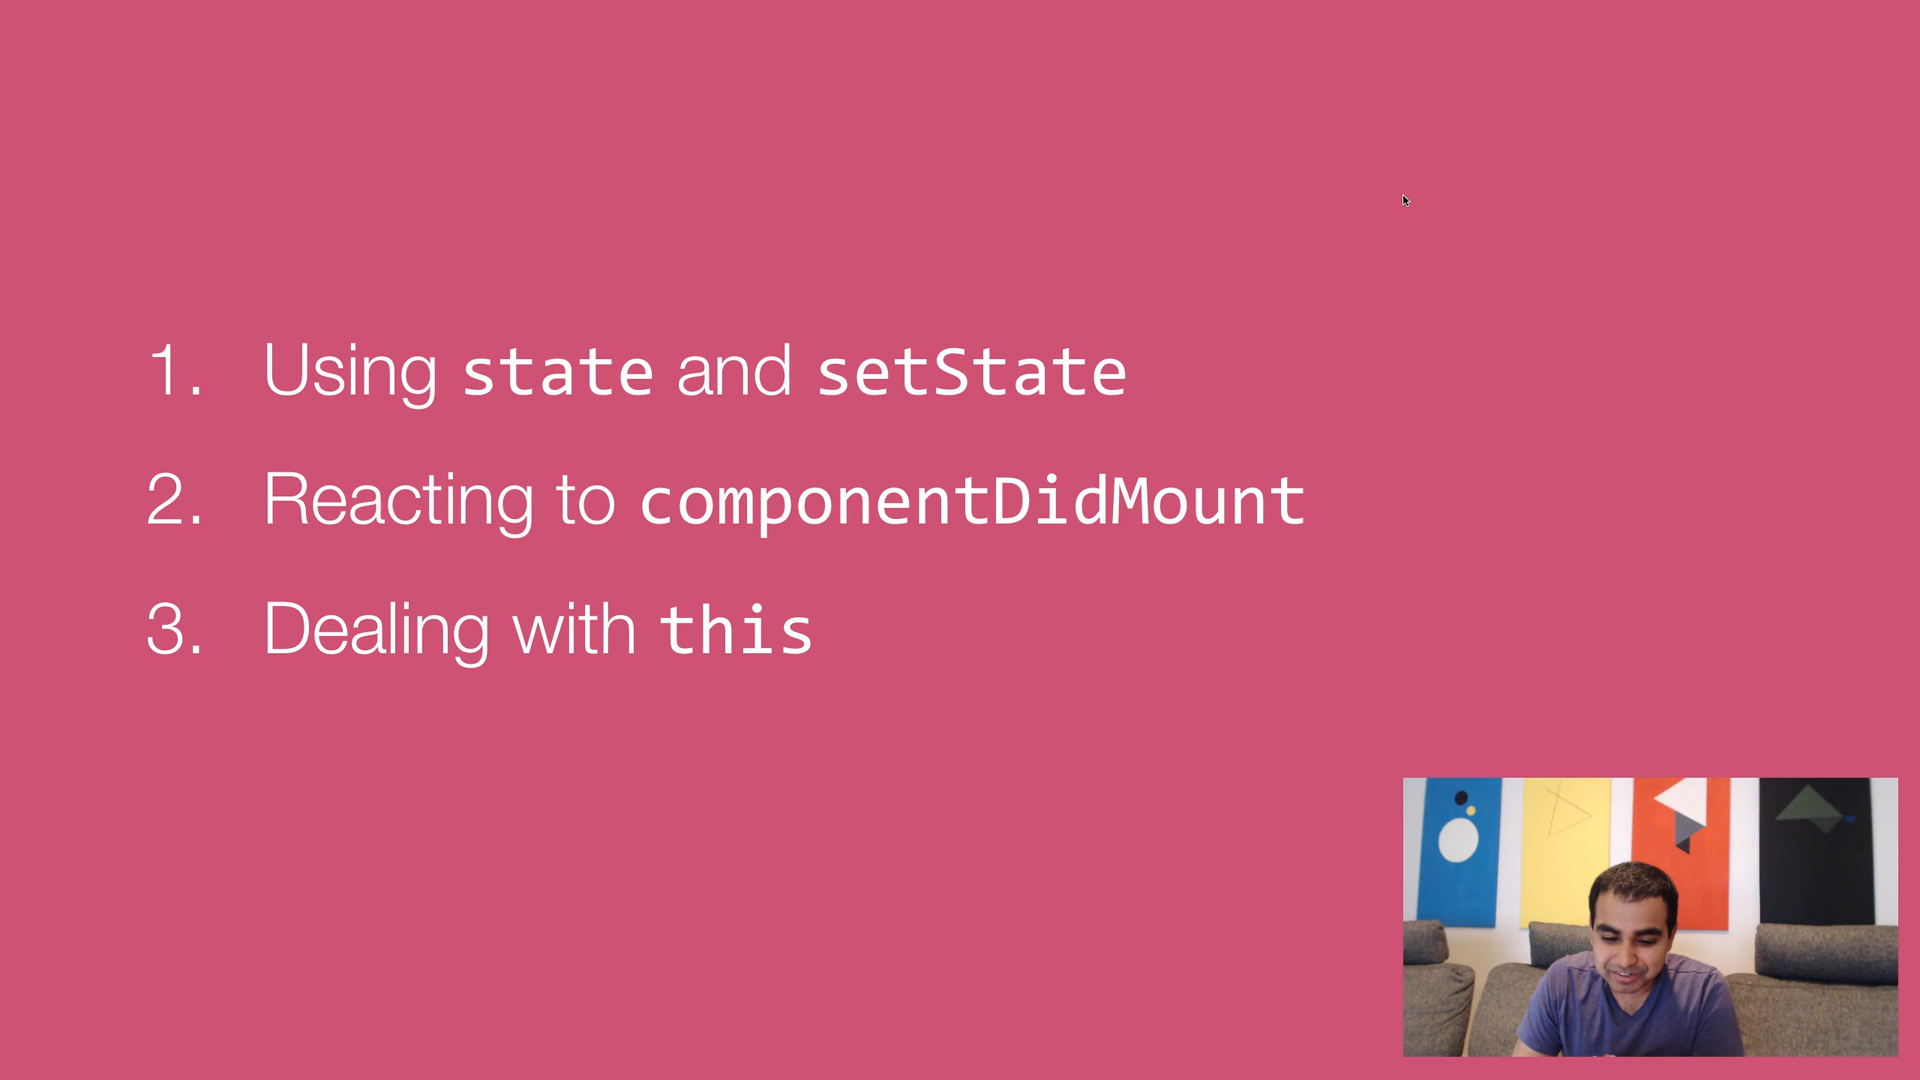 1. Using state and setState
2. Reacting to componentDidMount
3. Dealing with this